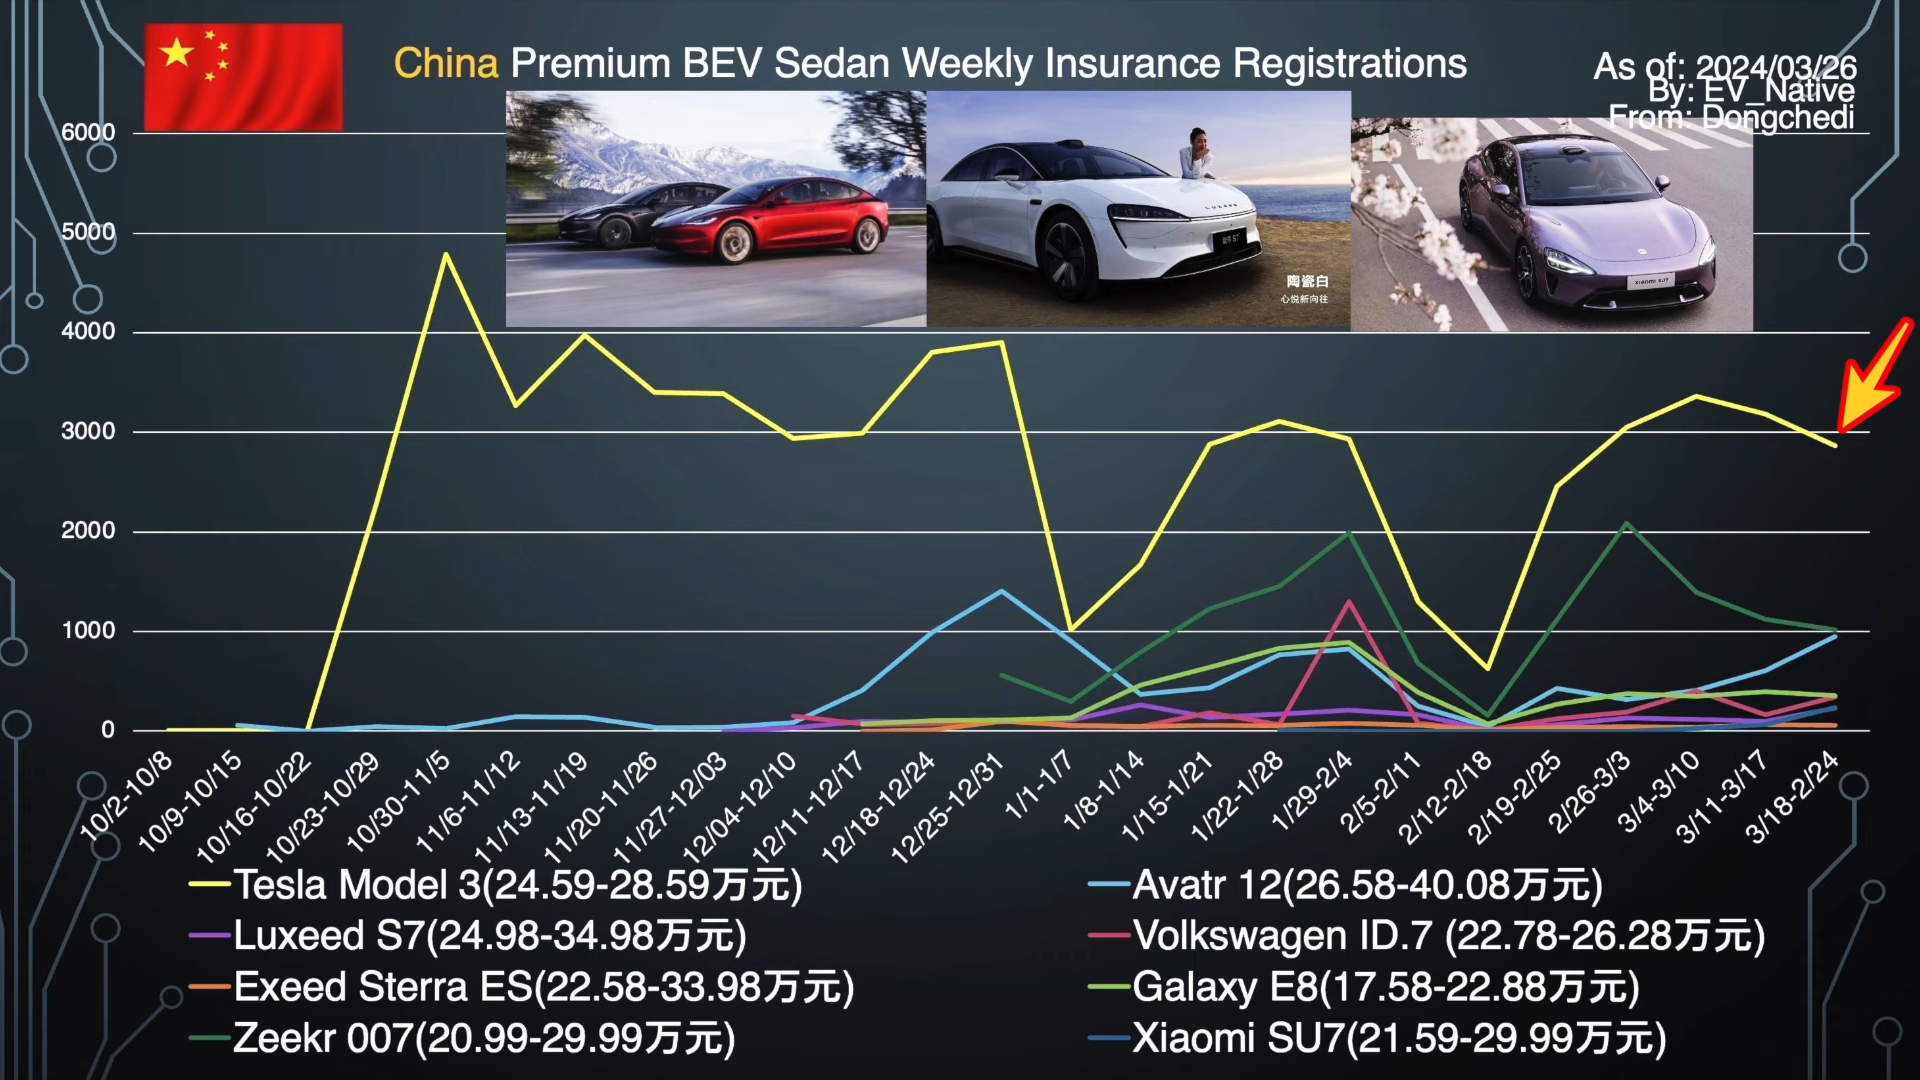 China Premium BEV Sedan Weekly Insurance Registrations
As of: 2024/03/26
By: EV_Native
From: Dongchedi
6000
5000
4000
3000
2000
1000
0
陶瓷白
心悦新向往
LUXEED
智界 S7
XIAOMI SU7
10/2-10/8
10/9-10/15
10/16-10/22
10/23-10/29
10/30-11/5
11/6-11/12
11/13-11/19
11/20-11/26
11/27-12/03
12/04-12/10
12/11-12/17
12/18-12/24
12/25-12/31
1/1-1/7
1/8-1/14
1/15-1/21
1/22-1/28
1/29-2/4
2/5-2/11
2/12-2/18
2/19-2/25
2/26-3/3
3/4-3/10
3/11-3/17
3/18-2/24
Tesla Model 3(24.59-28.59万元)
Avatr 12(26.58-40.08万元)
Luxeed S7(24.98-34.98万元)
Volkswagen ID.7 (22.78-26.28万元)
Exeed Sterra ES(22.58-33.98万元)
Galaxy E8(17.58-22.88万元)
Zeekr 007(20.99-29.99万元)
Xiaomi SU7(21.59-29.99万元)